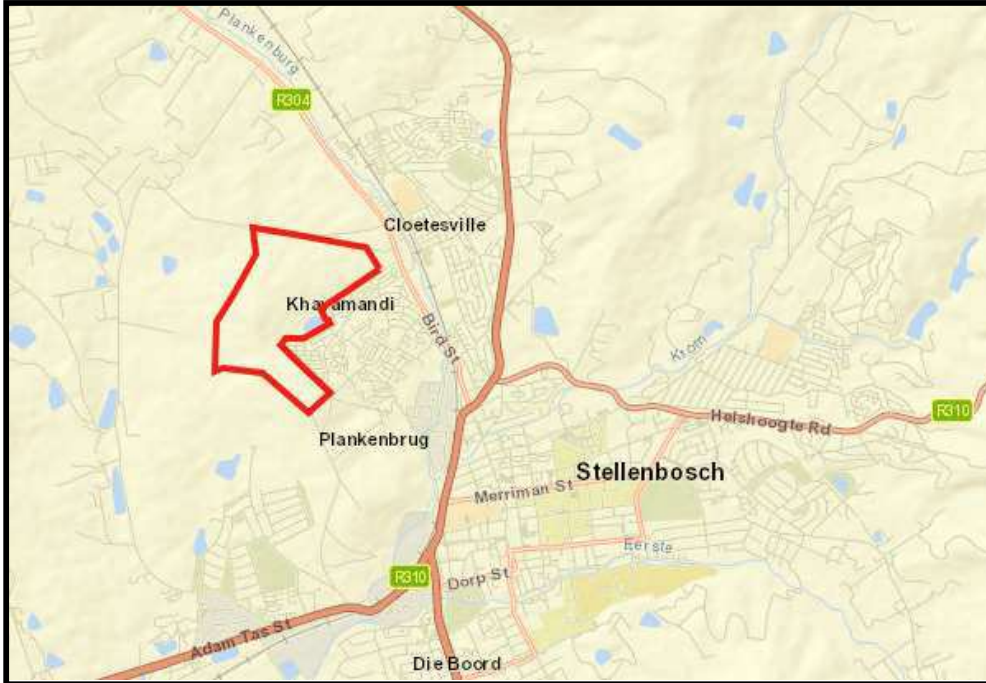 Plankenburg
R304
Cloetesville
Khayamandi
Bird St
Krom
R310
Helshoogte Rd
Plankenbrug
Stellenbosch
Merriman St
Eerste
R310
Dorp St
Adam Tas St
Die Boord